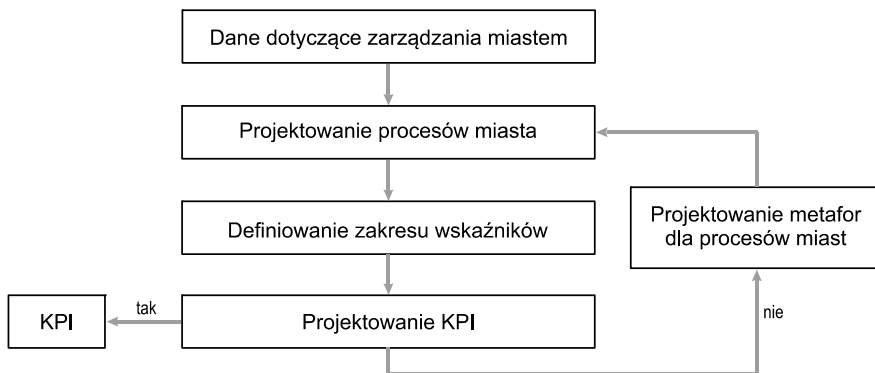 Dane dotyczące zarządzania miastem
Projektowanie procesów miasta
Definiowanie zakresu wskaźników
Projektowanie metafor
dla procesów miast
KPI
tak
Projektowanie KPI
nie